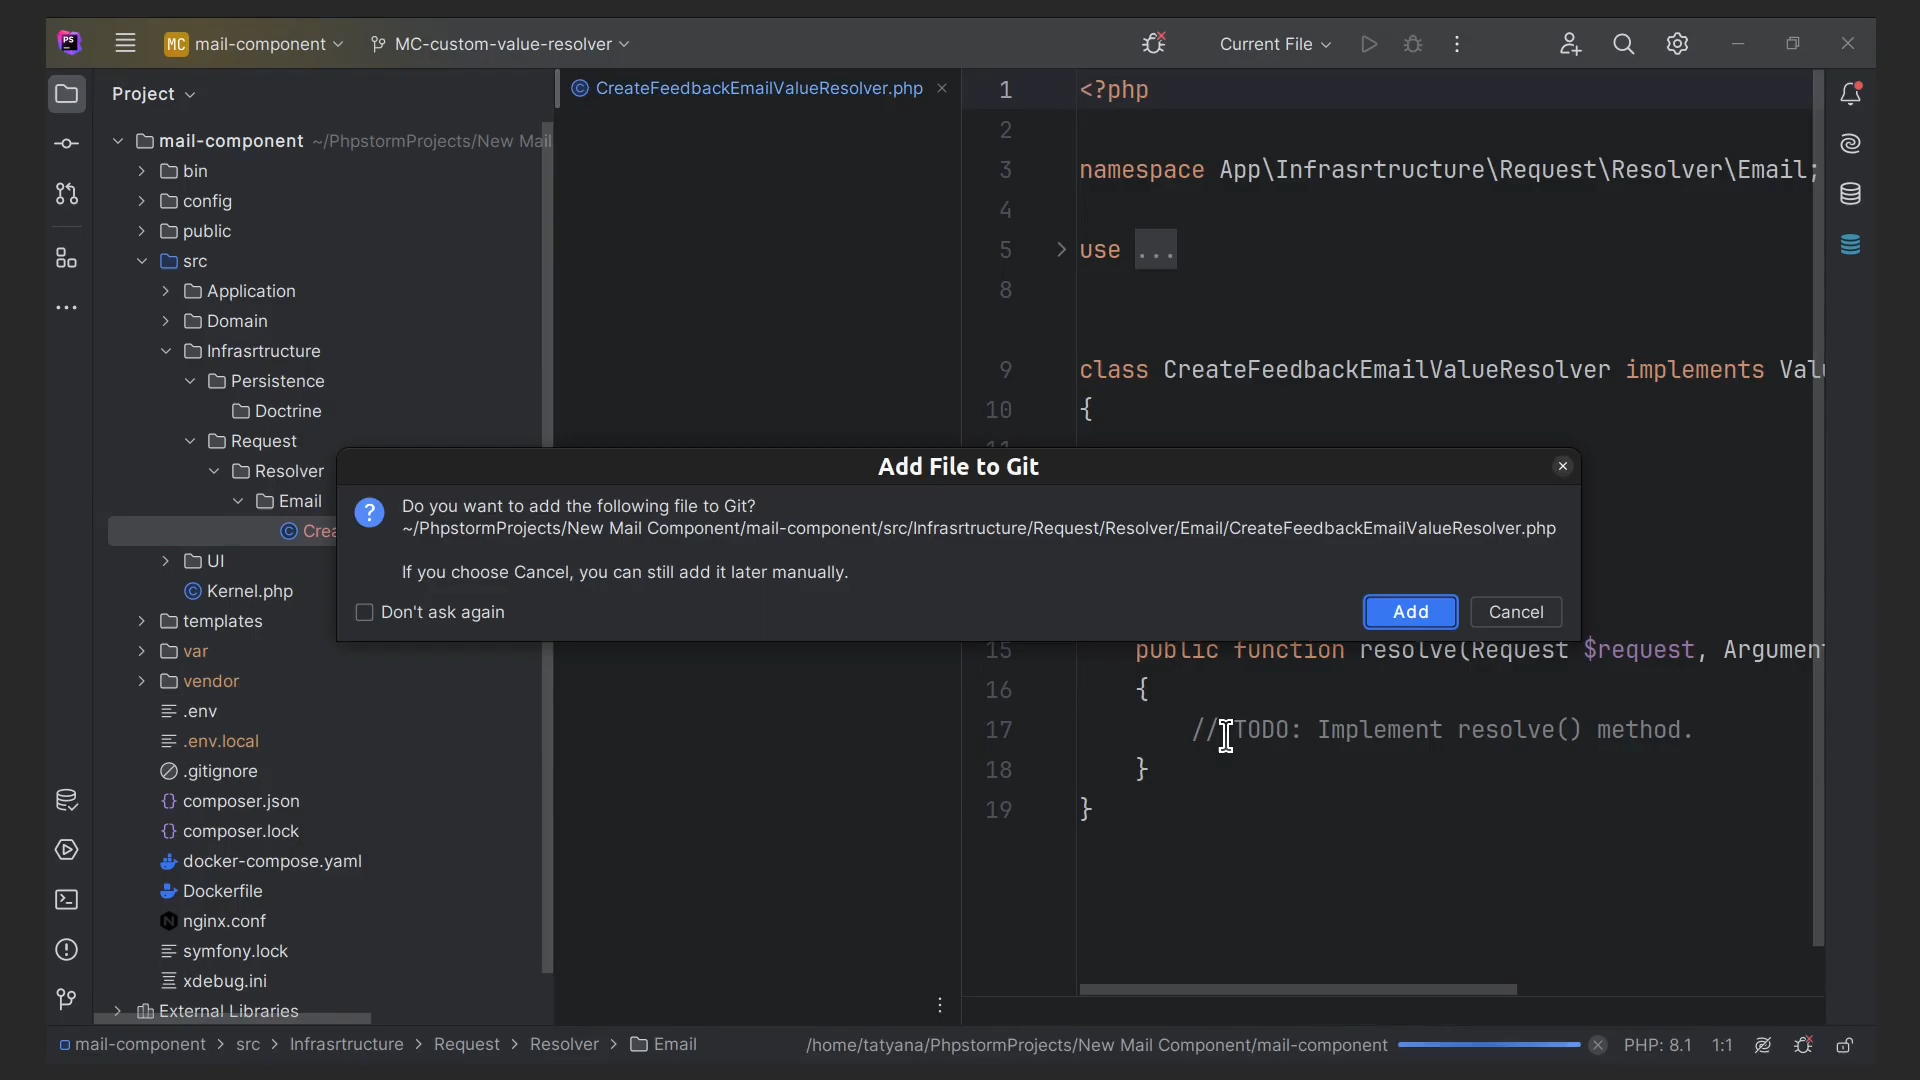 PS
MC mail-component
MC-custom-value-resolver
Current File
Project
CreateFeedbackEmailValueResolver.php
mail-component ~/PhpstormProjects/New Mail
bin
config
public
src
Application
Domain
Infrasrtructure
Persistence
Doctrine
Request
Resolver
Email
Crea
UI
Kernel.php
templates
var
vendor
.env
.env.local
.gitignore
composer.json
composer.lock
docker-compose.yaml
Dockerfile
nginx.conf
symfony.lock
xdebug.ini
External Libraries
1 <?php
2
3 namespace App\Infrasrtructure\Request\Resolver\Email;
4
5 use ...
8
9 class CreateFeedbackEmailValueResolver implements Valu
10 {
11
Add File to Git
Do you want to add the following file to Git?
~/PhpstormProjects/New Mail Component/mail-component/src/Infrasrtructure/Request/Resolver/Email/CreateFeedbackEmailValueResolver.php
If you choose Cancel, you can still add it later manually.
Don't ask again
Add
Cancel
15 public function resolve(Request $request, Argument
16 {
17 // TODO: Implement resolve() method.
18 }
19 }
mail-component > src > Infrasrtructure > Request > Resolver > Email
/home/tatyana/PhpstormProjects/New Mail Component/mail-component
PHP: 8.1
1:1